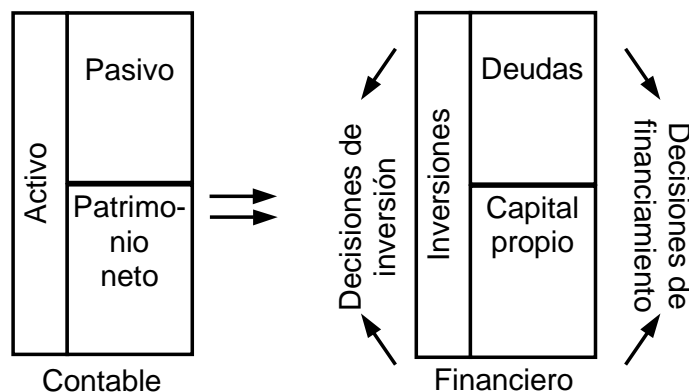 Activo
Pasivo
Patrimo-
nio
neto
Contable
Decisiones de
inversión
Inversiones
Deudas
Capital
propio
Decisiones de
financiamiento
Financiero